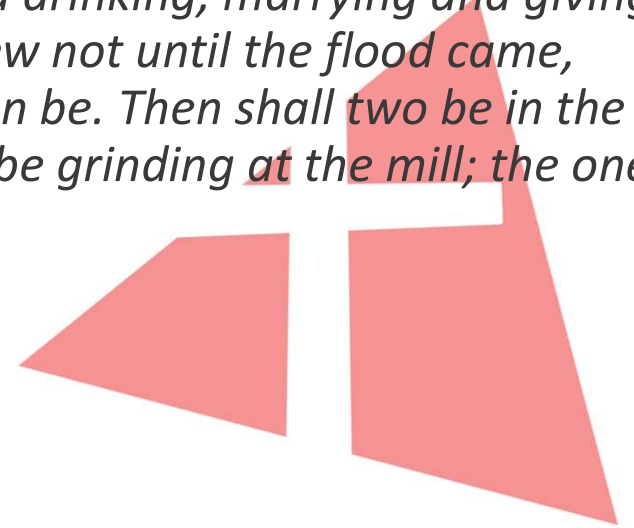 drinking, marrying and giving
not until the flood came,
be. Then shall two be in the
be grinding at the mill; the one